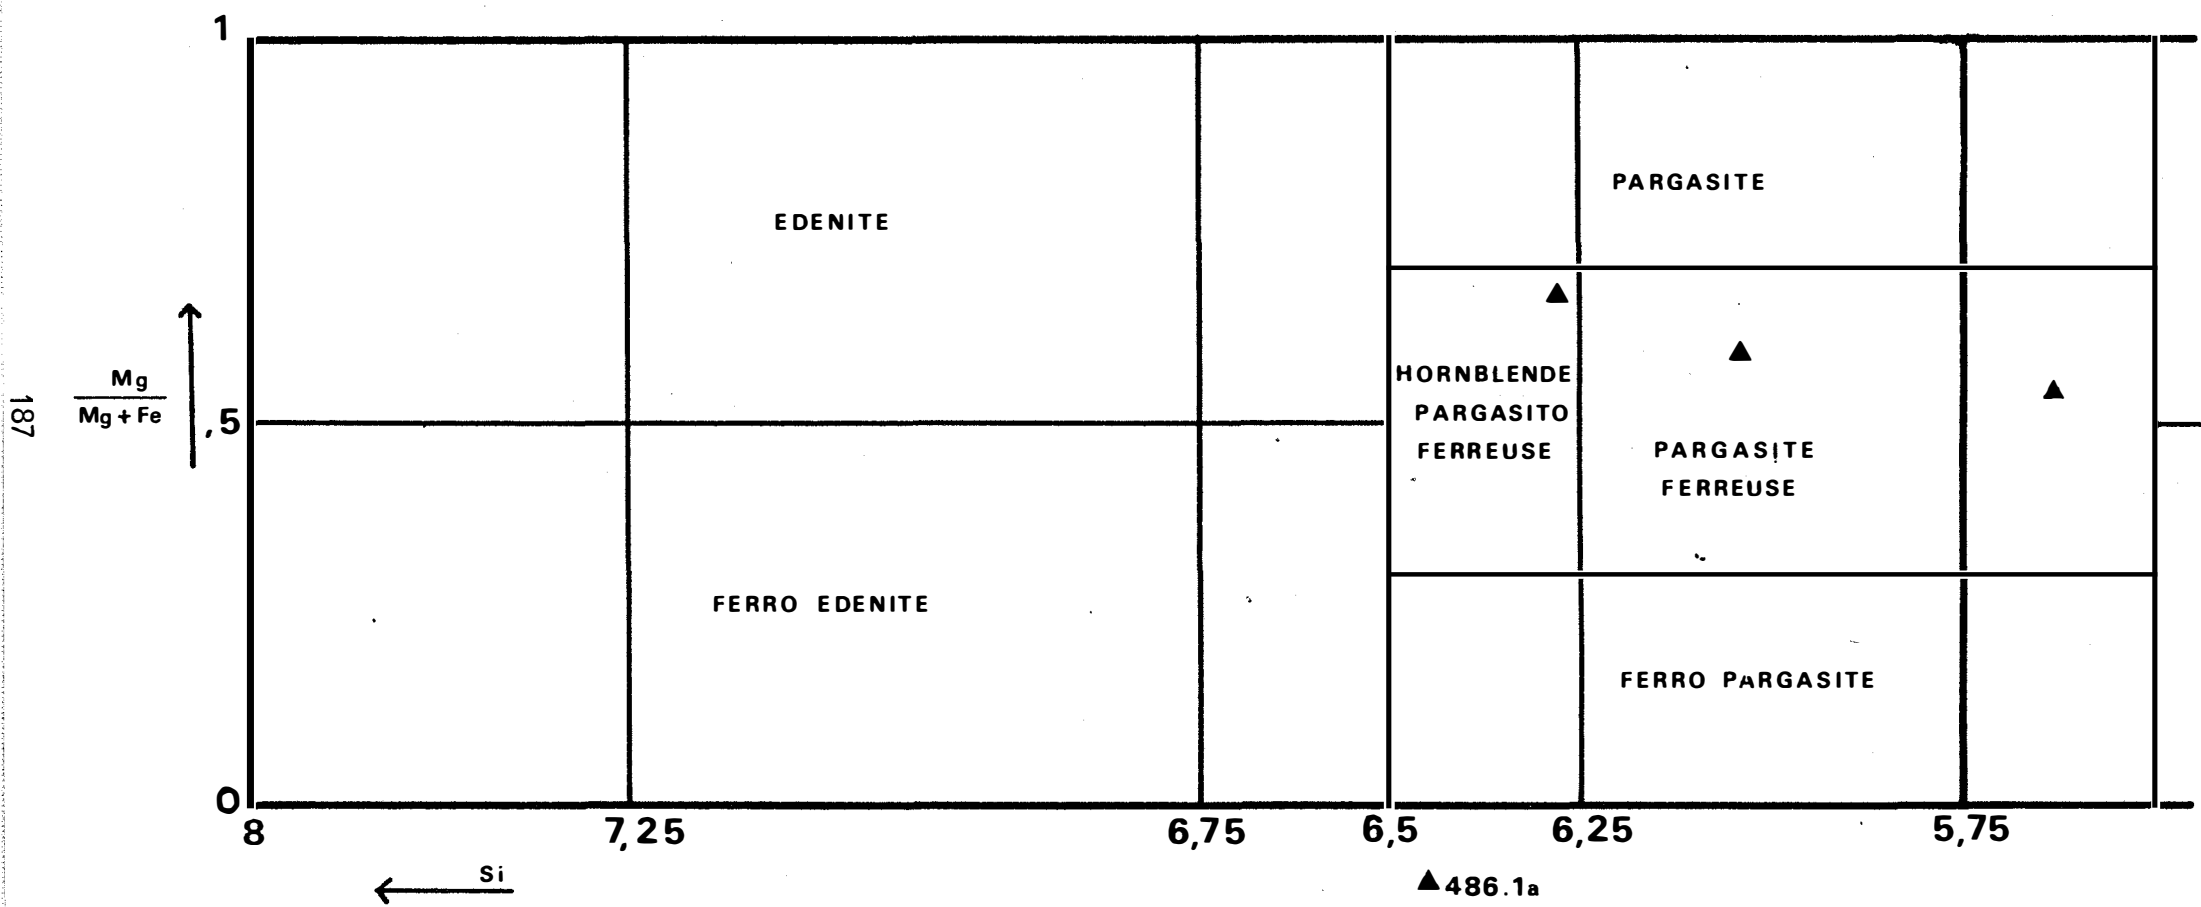 1
EDENITE
PARGASITE
HORNBLENDE
PARGASITO
FERREUSE
PARGASITE
FERREUSE
Mg
Mg + Fe
,5
187
FERRO EDENITE
FERRO PARGASITE
0
8 7,25 6,75 6,5 6,25 5,75
Si
▲486.1a